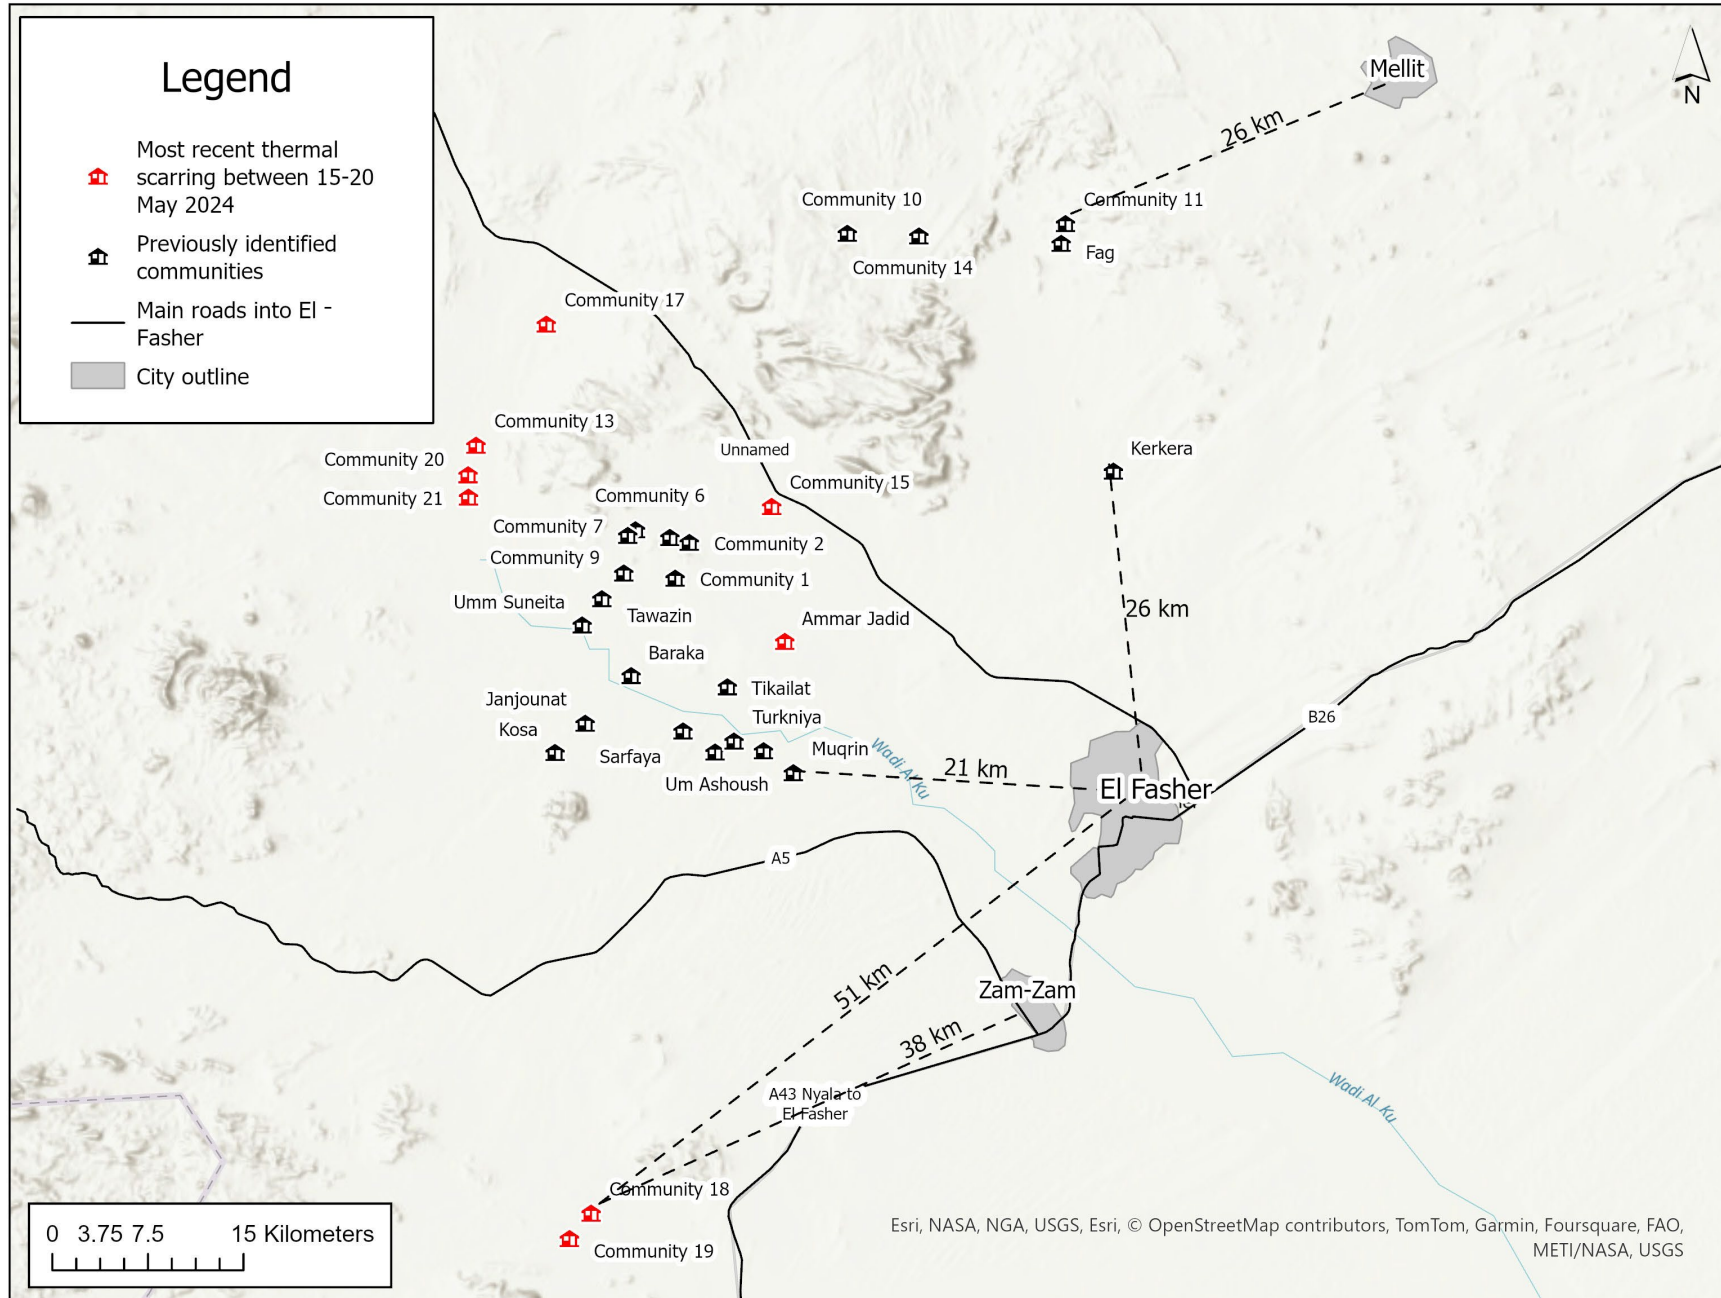 Legend
Most recent thermal
scarring between 15-20
May 2024
Previously identified
communities
Main roads into El -
Fasher
City outline
Mellit
N
26 km
Community 10
Community 11
Community 14
Fag
Community 17
Community 13
Unnamed
Kerkera
Community 20
Community 15
Community 21
Community 6
Community 7
Community 2
Community 9
Community 1
Umm Suneita
Tawazin
26 km
Ammar Jadid
Baraka
Tikailat
Janjounat
Turkniya
B26
Kosa
Sarfaya
Muqrin
Wadi Al Ku
21 km
Um Ashoush
El Fasher
A5
51 km
Zam-Zam
38 km
A43 Nyala to
El Fasher
Wadi Al Ku
Community 18
Community 19
0 3.75 7.5 15 Kilometers
Esri, NASA, NGA, USGS, Esri, © OpenStreetMap contributors, TomTom, Garmin, Foursquare, FAO,
METI/NASA, USGS